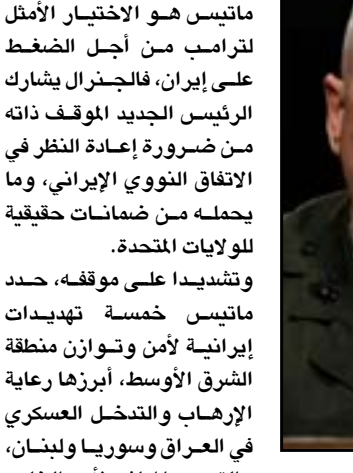 ماتيس هو الاختيار الأمثل
لترامب من أجل الضغط
على إيران، فالجنرال يشارك
الرئيس الجديد الموقف ذاته
من ضرورة إعادة النظر في
الاتفاق النووي الإيراني، وما
يحمله من ضمانات حقيقية
للولايات المتحدة.
وتشديدا على موقفه، حدد
ماتيس خمسة تهديدات
إيرانية لأمن وتوازن منطقة
الشرق الأوسط، أبرزها رعاية
الإرهاب والتدخل العسكري
في العراق وسوريا ولبنان،